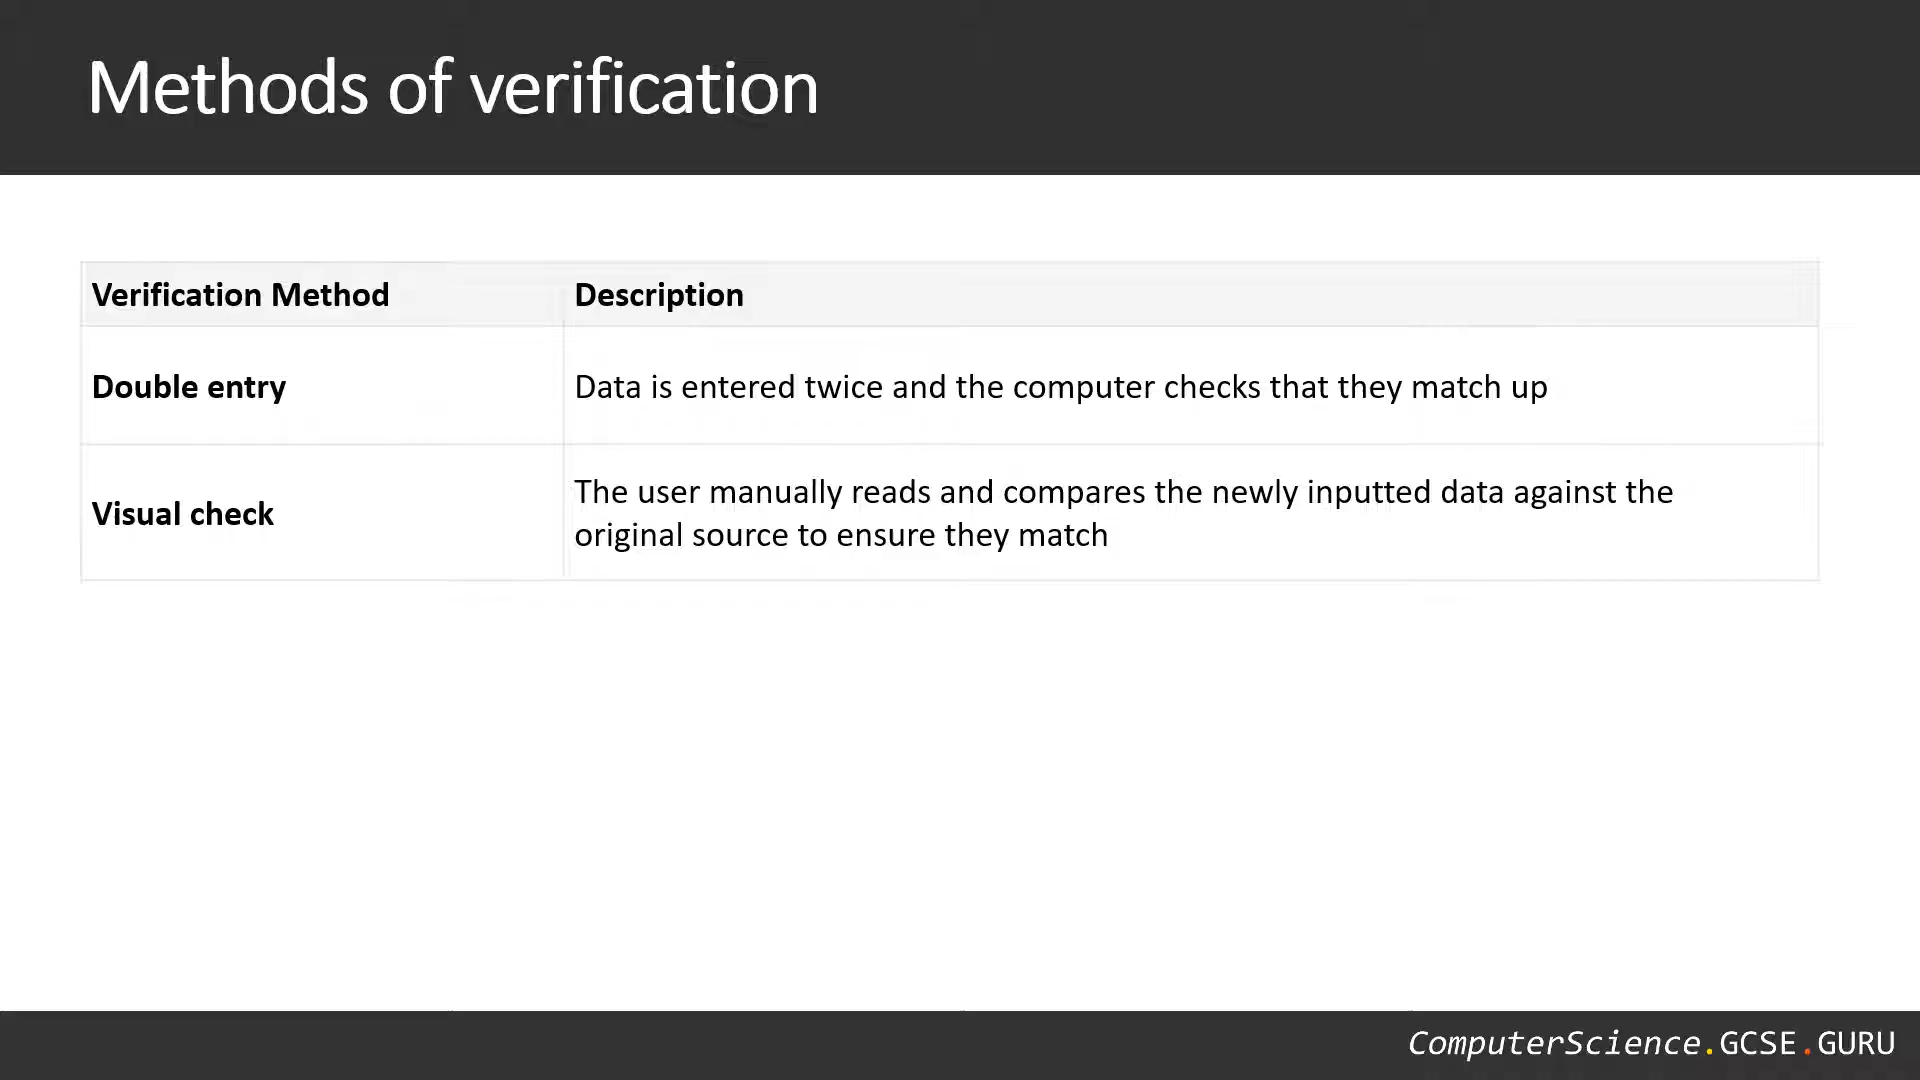 Methods of verification
Verification Method
Description
Double entry
Data is entered twice and the computer checks that they match up
Visual check
The user manually reads and compares the newly inputted data against the
original source to ensure they match
ComputerScience.GCSE.GURU